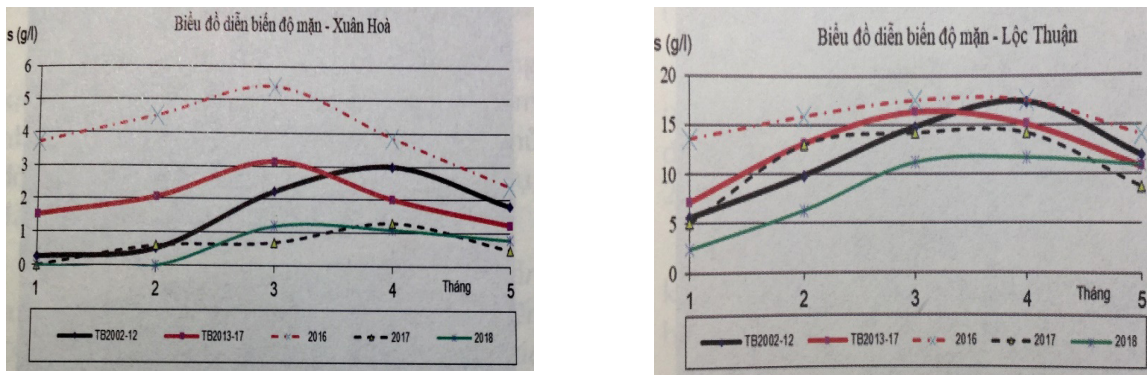 Biểu đồ diễn biến độ mặn - Xuân Hoà
s (g/l)
6
5
4
3
2
1
0
1 2 3 4 Tháng 5
TB2002-12 TB2013-17 2016 2017 2018
Biểu đồ diễn biến độ mặn - Lộc Thuận
s (g/l)
20
15
10
5
0
1 2 3 4 Tháng 5
TB2002-12 TB2013-17 2016 2017 2018